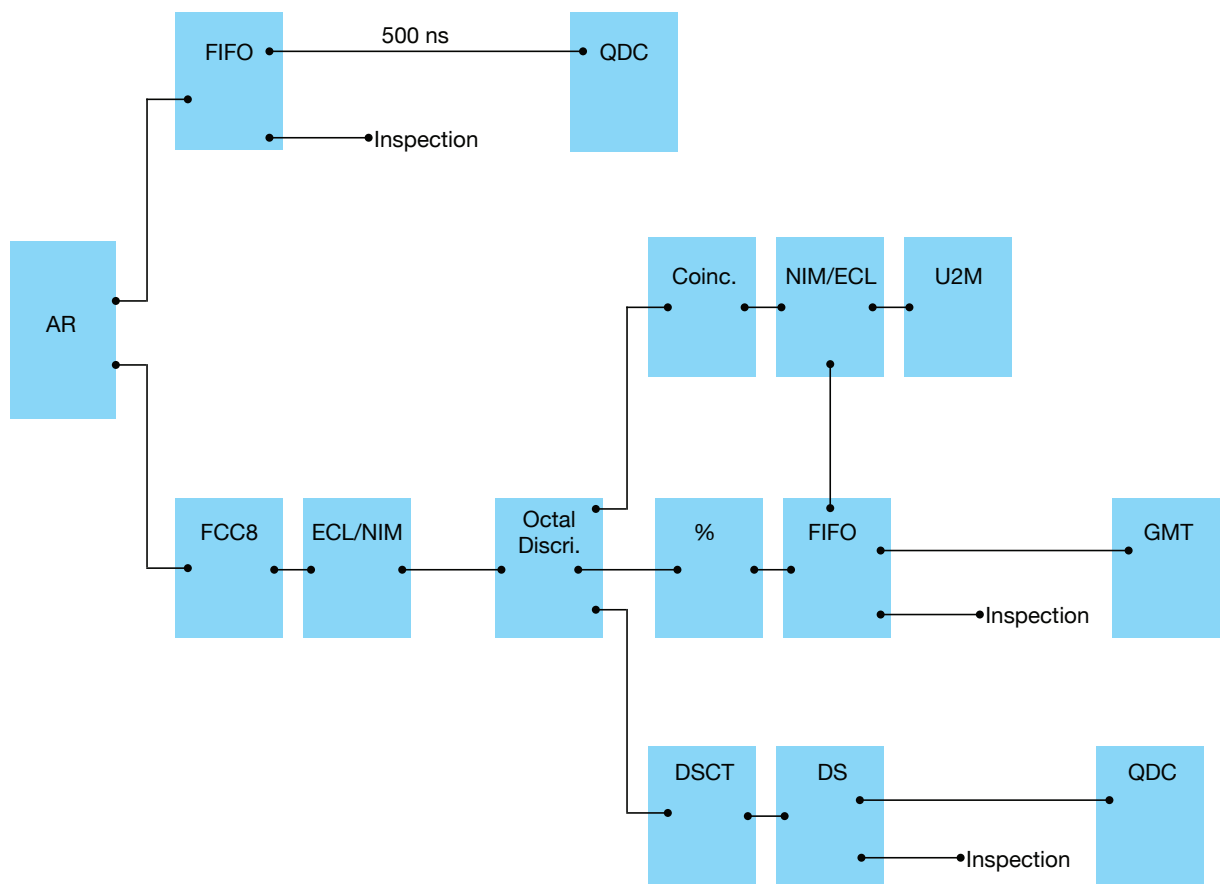 FIFO
500 ns
QDC
Inspection
AR
Coinc.
NIM/ECL
U2M
FCC8
ECL/NIM
Octal
Discri.
%
FIFO
GMT
Inspection
DSCT
DS
QDC
Inspection